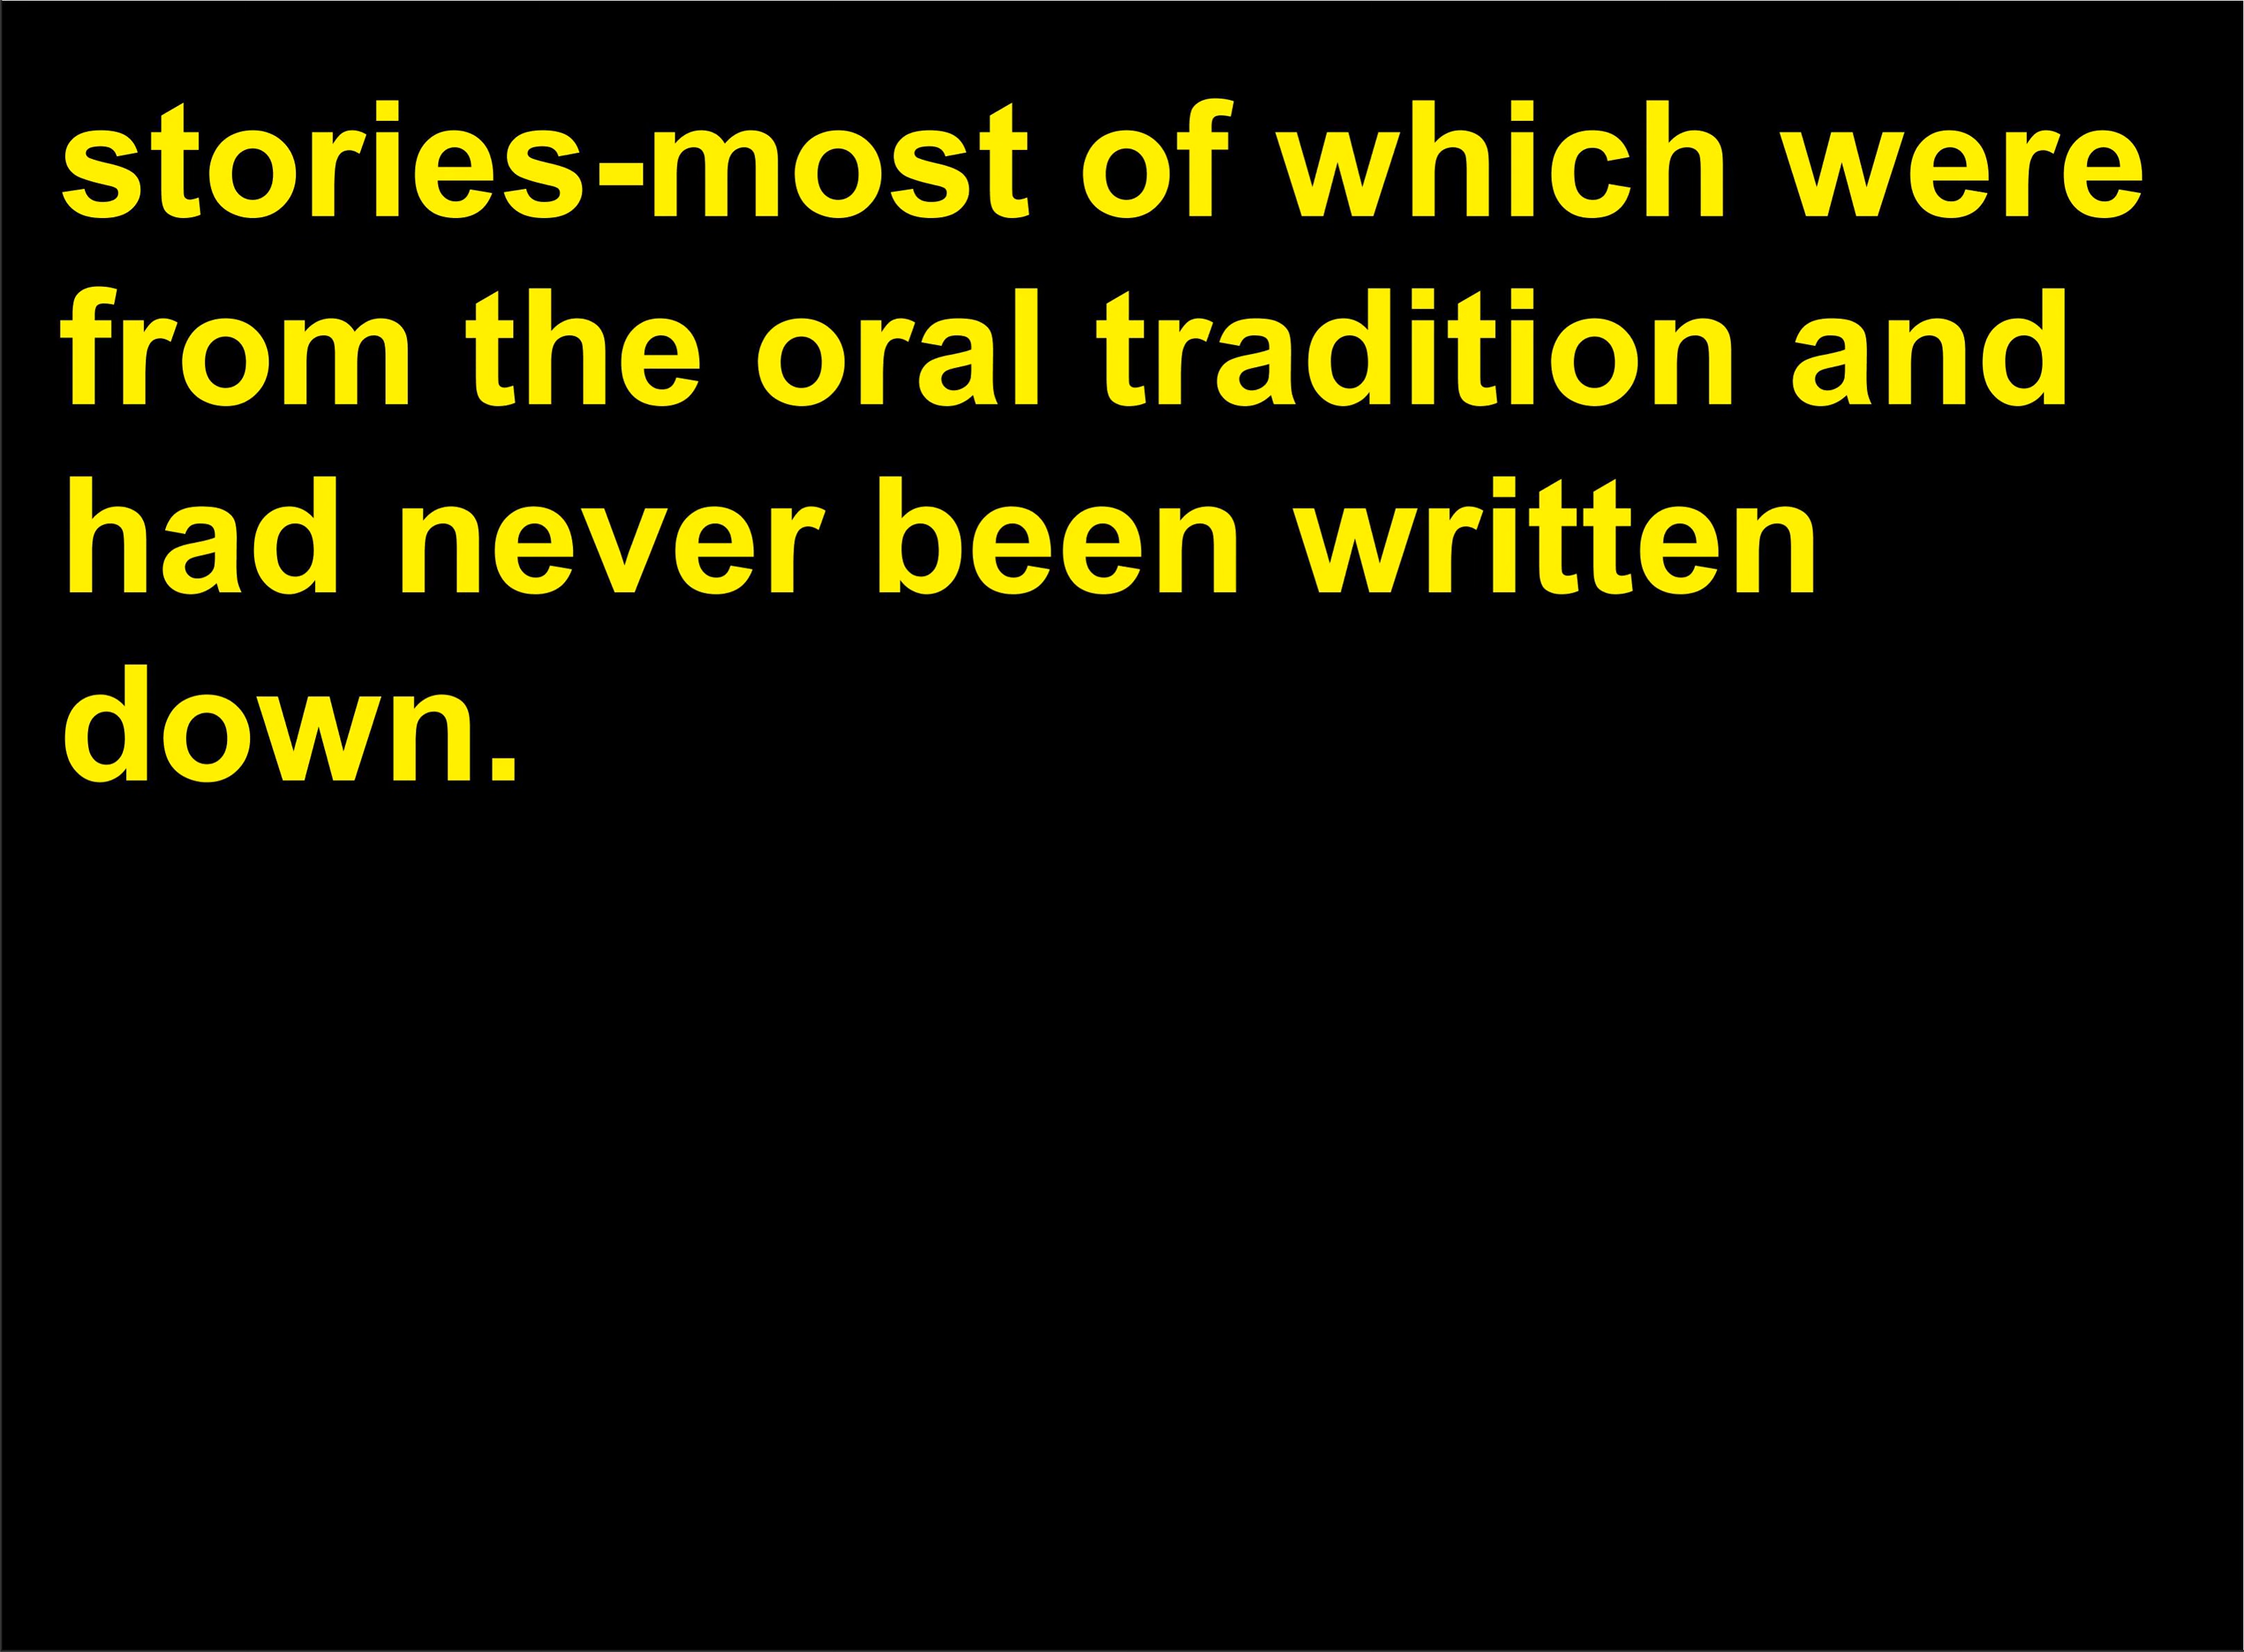 stories-most of which were
from the oral tradition and
had never been written
down.